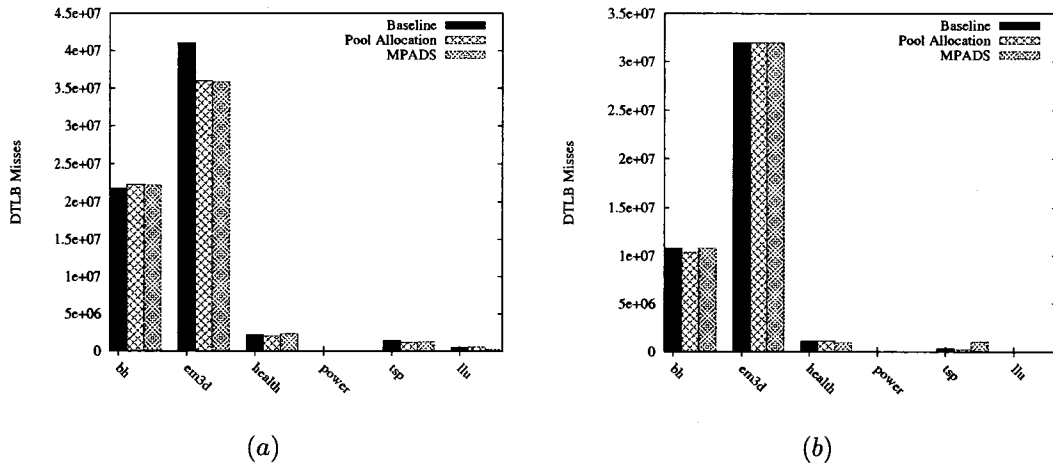 DTLB Misses
4.5e+07
4e+07
3.5e+07
3e+07
2.5e+07
2e+07
1.5e+07
1e+07
5e+06
0
Baseline
Pool Allocation
MPADS
bh
em3d
health
power
tsp
llu
(a)
DTLB Misses
3.5e+07
3e+07
2.5e+07
2e+07
1.5e+07
1e+07
5e+06
0
Baseline
Pool Allocation
MPADS
bh
em3d
health
power
tsp
llu
(b)